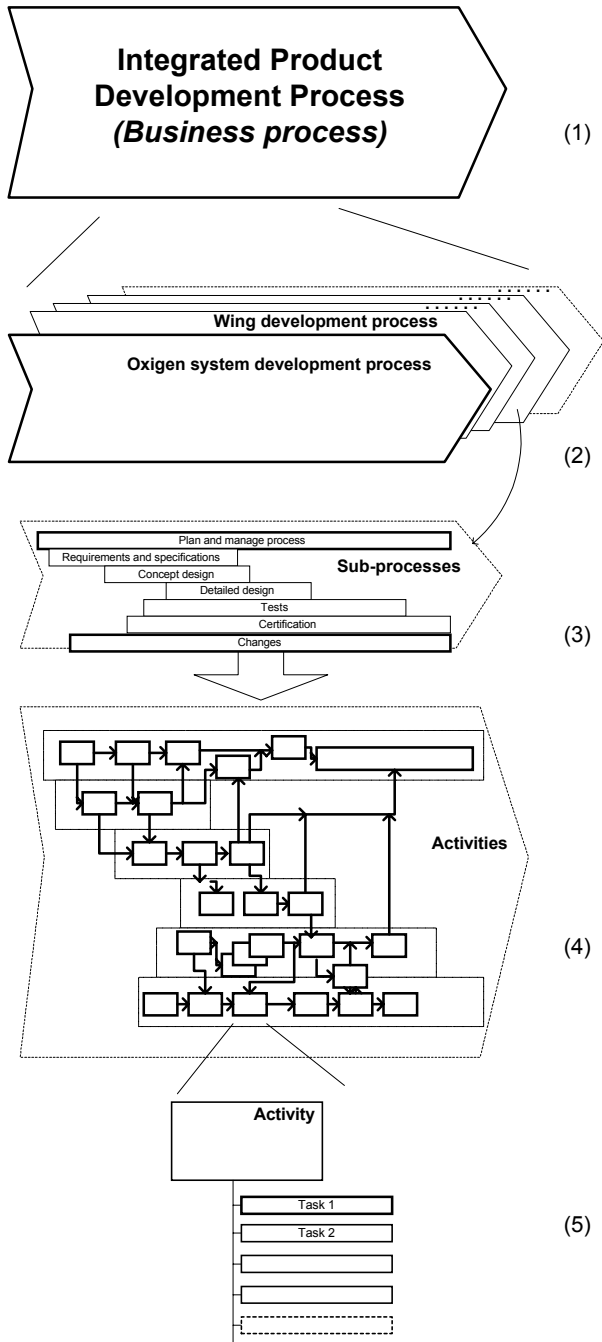 Integrated Product
Development Process
(Business process)
(1)
Wing development process
Oxigen system development process
(2)
Plan and manage process
Requirements and specifications
Sub-processes
Concept design
Detailed design
Tests
Certification
(3)
Changes
Activities
(4)
Activity
Task 1
(5)
Task 2